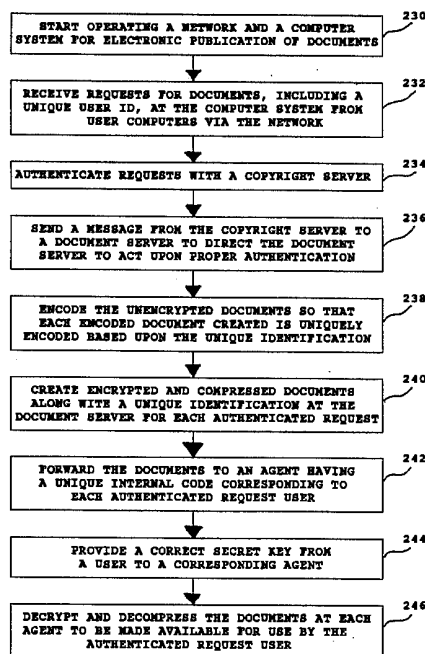 230
START OPERATING A NETWORK AND A COMPUTER
SYSTEM FOR ELECTRONIC PUBLICATION OF DOCUMENTS
232
RECEIVE REQUESTS FOR DOCUMENTS, INCLUDING A
UNIQUE USER ID, AT THE COMPUTER SYSTEM FROM
USER COMPUTERS VIA THE NETWORK
234
AUTHENTICATE REQUESTS WITH A COPYRIGHT SERVER
236
SEND A MESSAGE FROM THE COPYRIGHT SERVER TO
A DOCUMENT SERVER TO DIRECT THE DOCUMENT
SERVER TO ACT UPON PROPER AUTHENTICATION
238
ENCODE THE UNENCRYPTED DOCUMENTS SO THAT
EACH ENCODED DOCUMENT CREATED IS UNIQUELY
ENCODED BASED UPON THE UNIQUE IDENTIFICATION
240
CREATE ENCRYPTED AND COMPRESSED DOCUMENTS
ALONG WITH A UNIQUE IDENTIFICATION AT THE
DOCUMENT SERVER FOR EACH AUTHENTICATED REQUEST
242
FORWARD THE DOCUMENTS TO AN AGENT HAVING
A UNIQUE INTERNAL CODE CORRESPONDING TO
EACH AUTHENTICATED REQUEST USER
244
PROVIDE A CORRECT SECRET KEY FROM
A USER TO A CORRESPONDING AGENT
246
DECRYPT AND DECOMPRESS THE DOCUMENTS AT EACH
AGENT TO BE MADE AVAILABLE FOR USE BY THE
AUTHENTICATED REQUEST USER